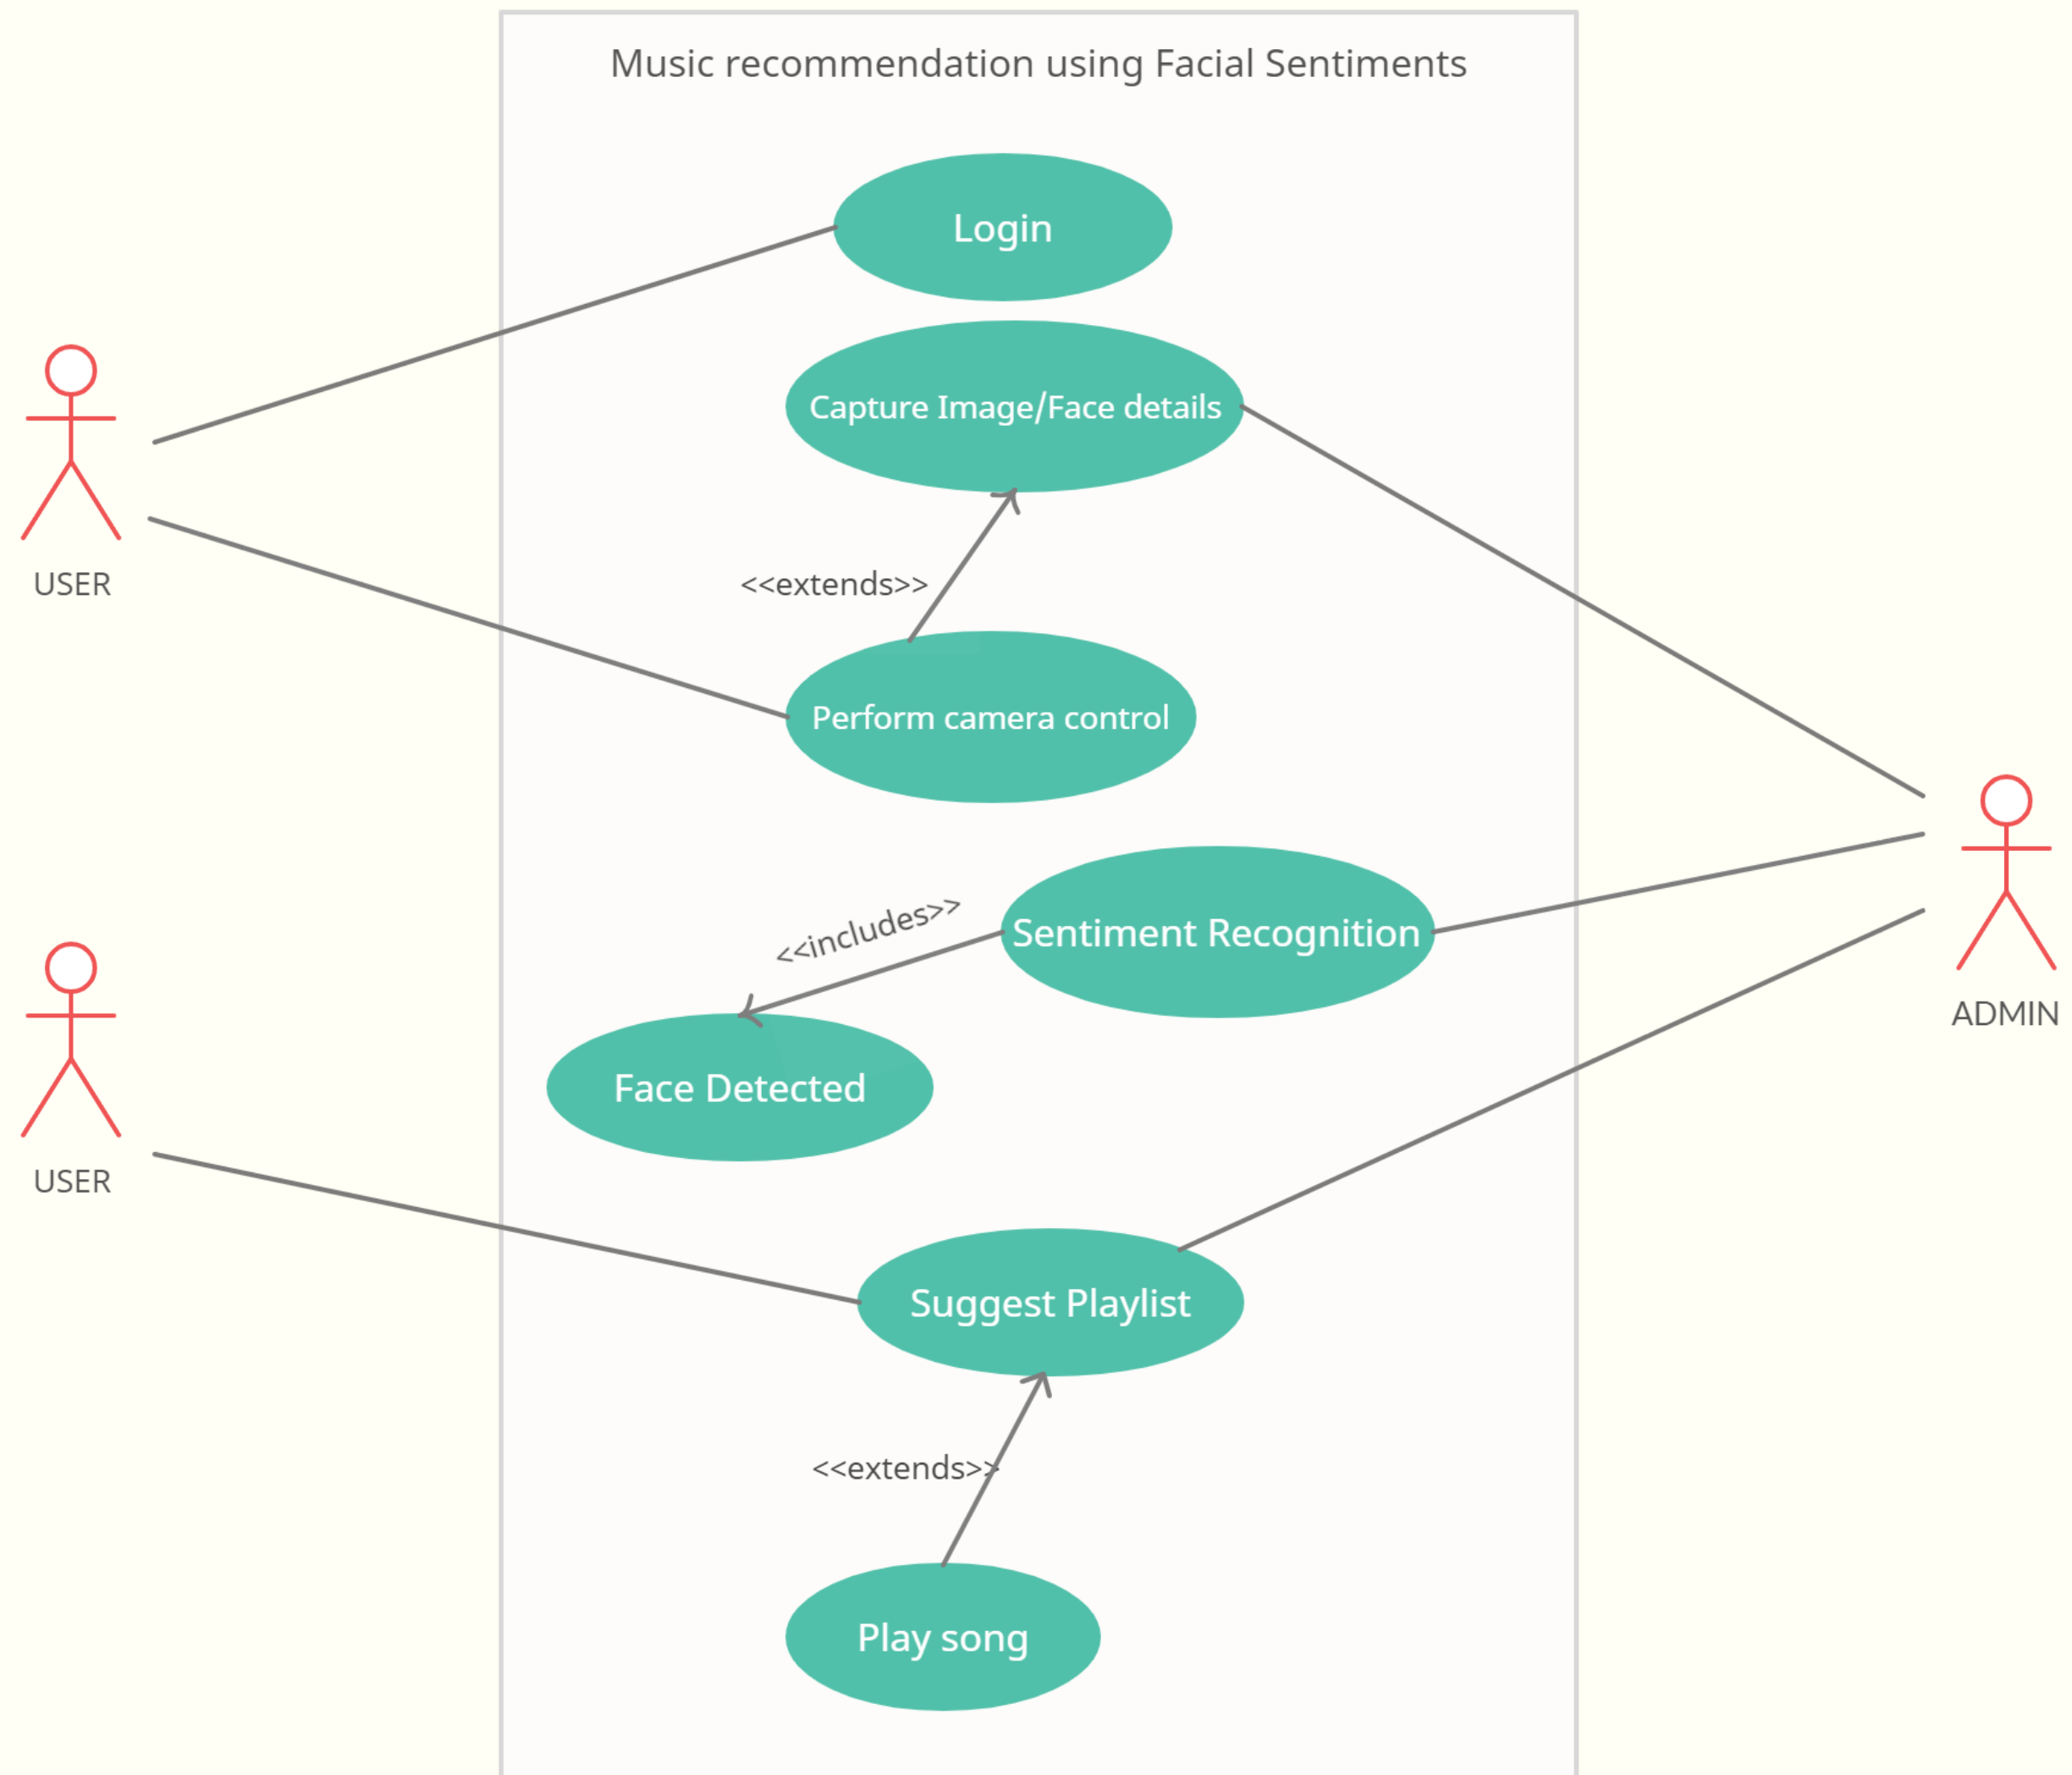 Music recommendation using Facial Sentiments
Login
Capture Image/Face details
USER
<<extends>>
Perform camera control
<<includes>>
Sentiment Recognition
ADMIN
Face Detected
USER
Suggest Playlist
<<extends>>
Play song